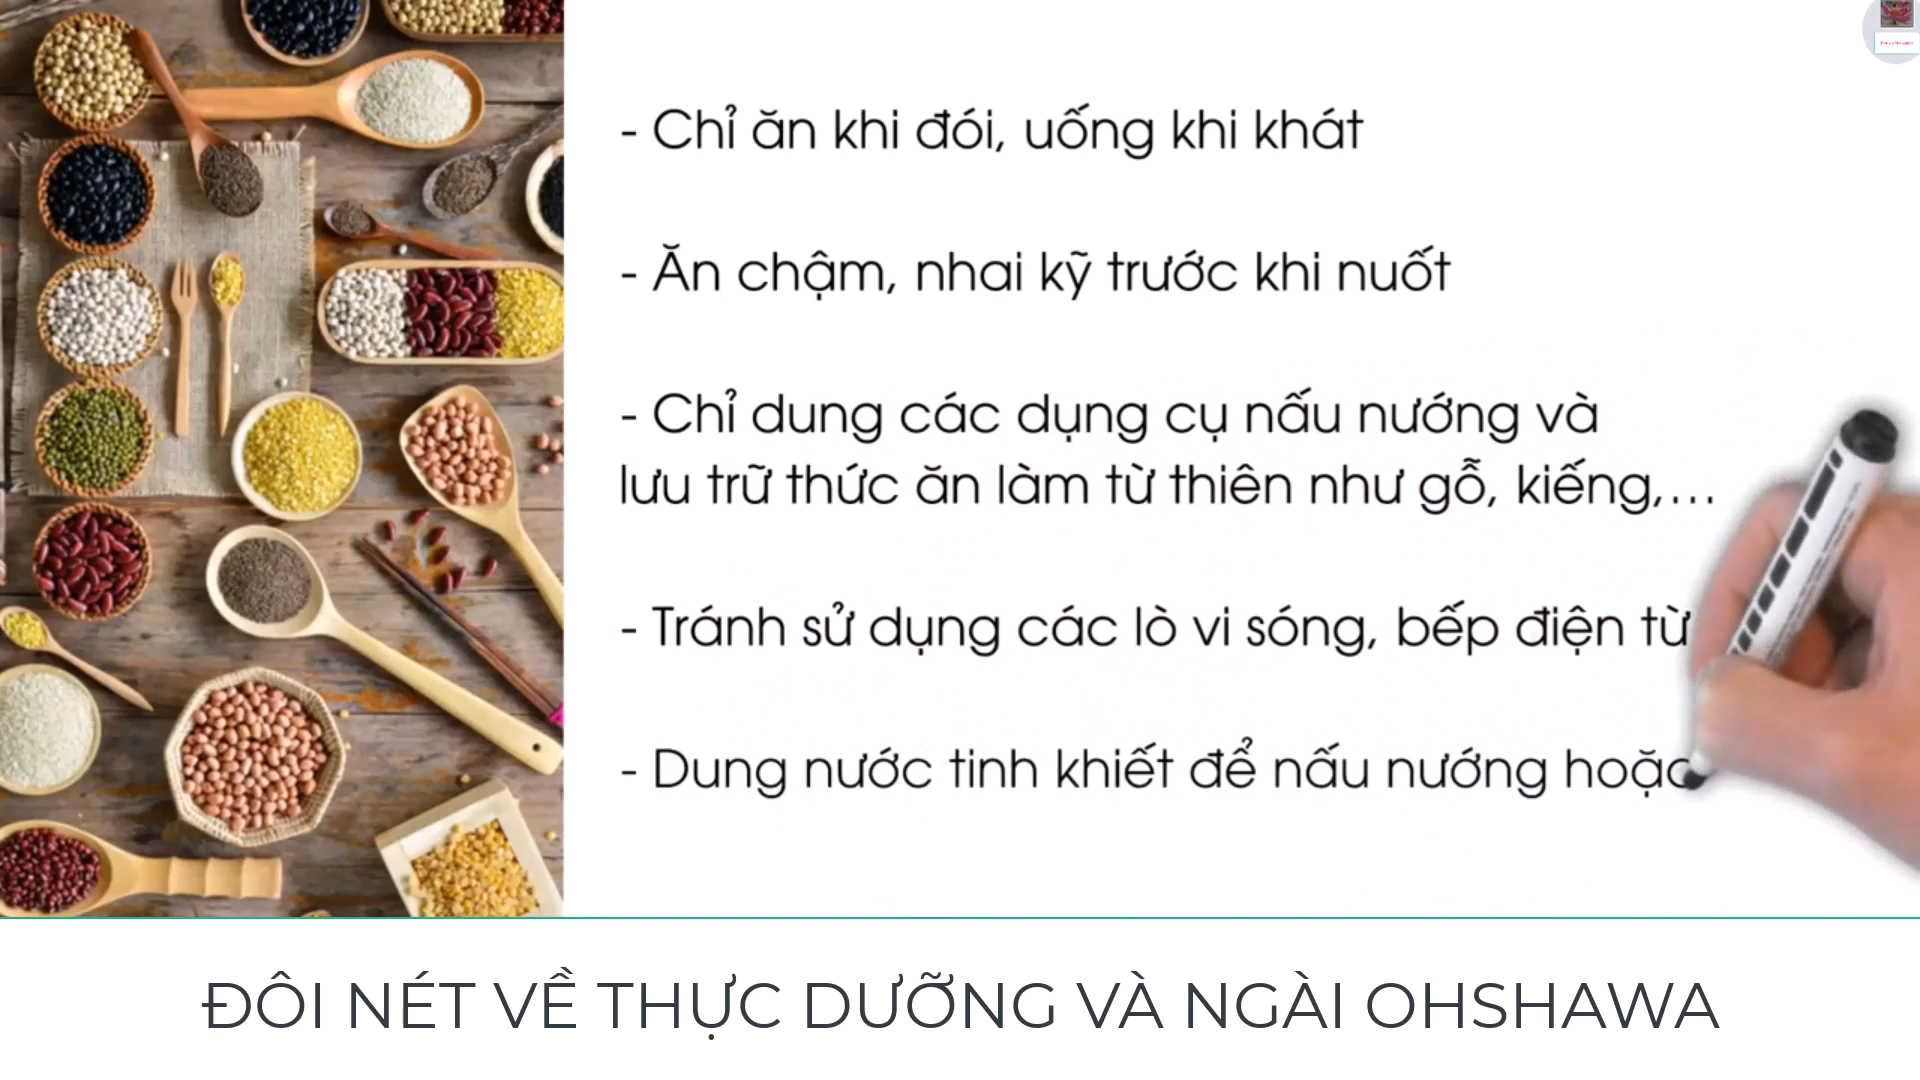 - Chỉ ăn khi đói, uống khi khát
- Ăn chậm, nhai kỹ trước khi nuốt
- Chỉ dung các dụng cụ nấu nướng và
lưu trữ thức ăn làm từ thiên như gỗ, kiếng,...
- Tránh sử dụng các lò vi sóng, bếp điện từ
- Dung nước tinh khiết để nấu nướng hoặc
ĐÔI NÉT VỀ THỰC DƯỠNG VÀ NGÀI OHSHAWA